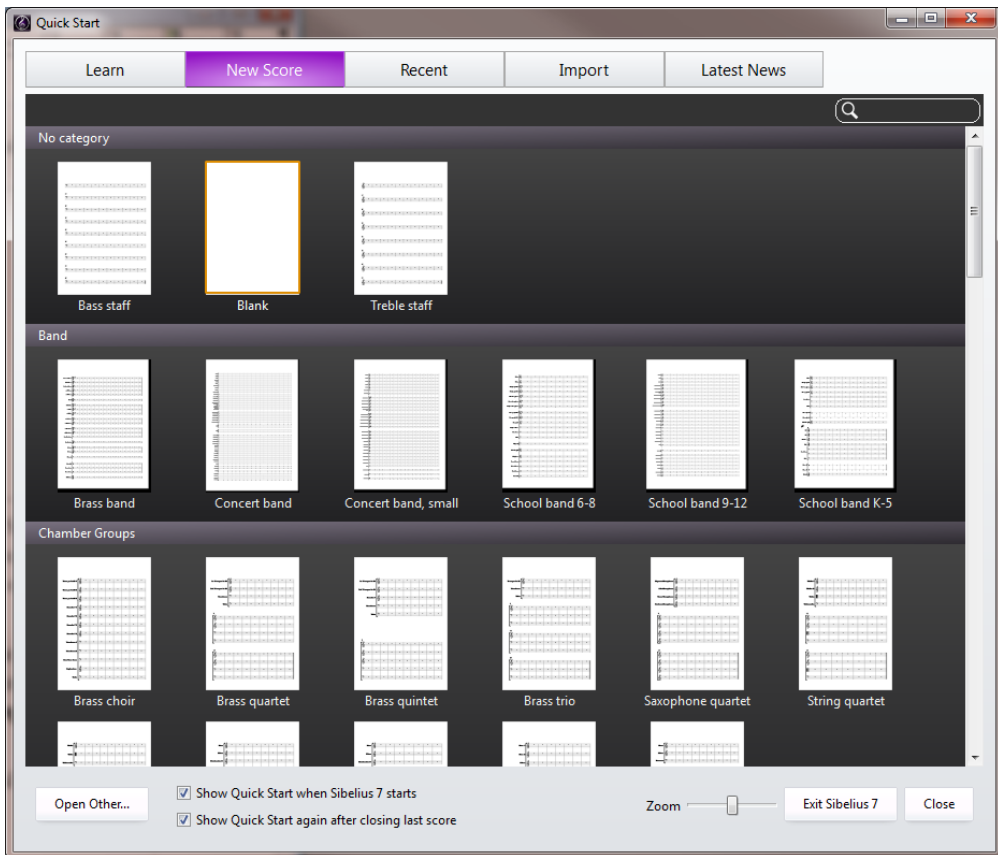 Quick Start
Learn New Score Recent Import Latest News
No category
Bass staff Blank Treble staff
Band
Brass band Concert band Concert band, small School band 6-8 School band 9-12 School band K-5
Chamber Groups
Brass choir Brass quartet Brass quintet Brass trio Saxophone quartet String quartet
Open Other...
Show Quick Start when Sibelius 7 starts
Show Quick Start again after closing last score
Zoom
Exit Sibelius 7
Close